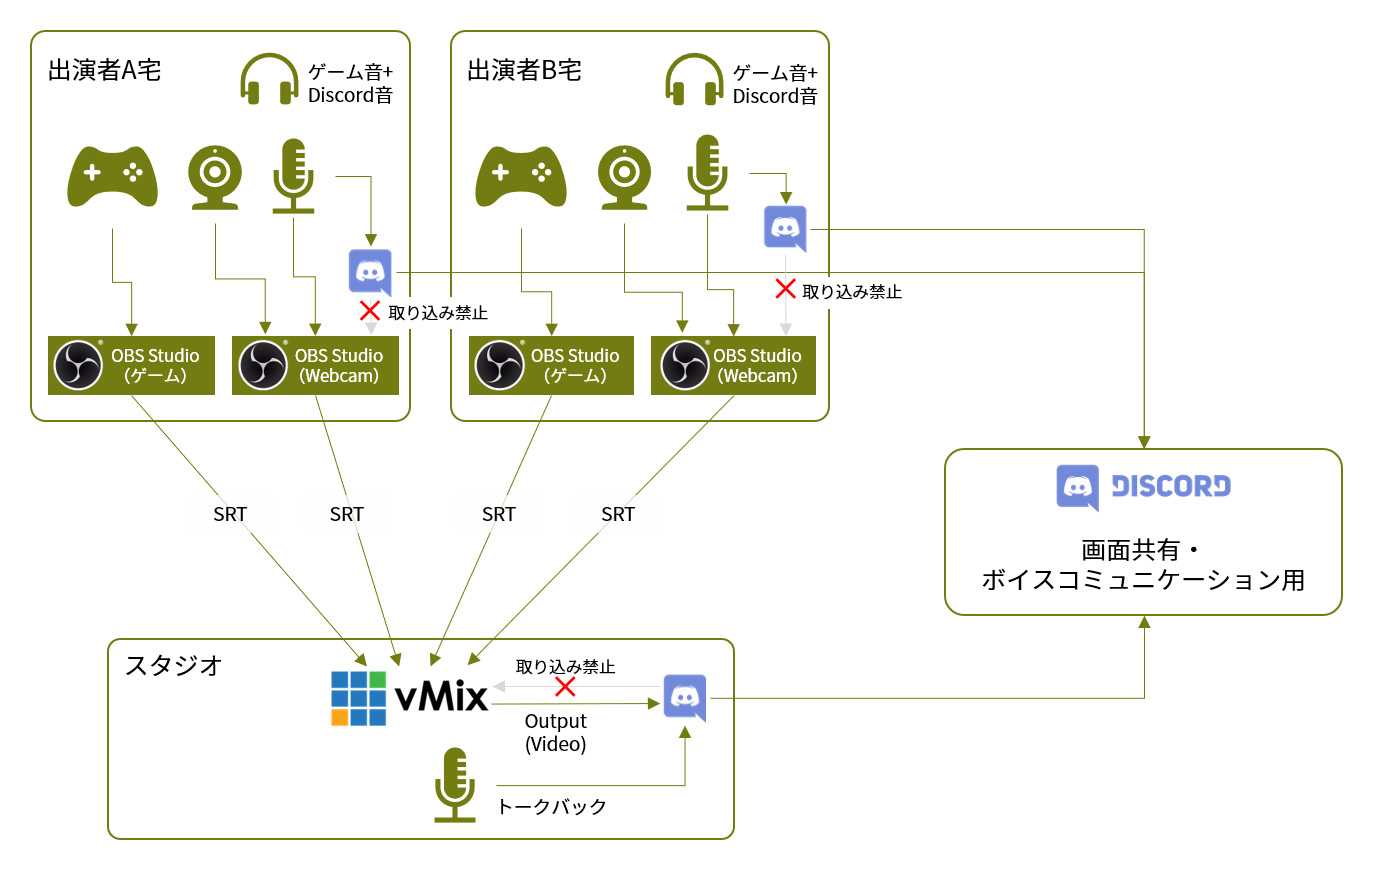 出演者A宅
ゲーム音+
Discord音
取り込み禁止
OBS Studio
（ゲーム）
OBS Studio
（Webcam）
出演者B宅
ゲーム音+
Discord音
取り込み禁止
OBS Studio
（ゲーム）
OBS Studio
（Webcam）
SRT
SRT
SRT
SRT
DISCORD
画面共有・
ボイスコミュニケーション用
スタジオ
vMix
取り込み禁止
Output
(Video)
トークバック